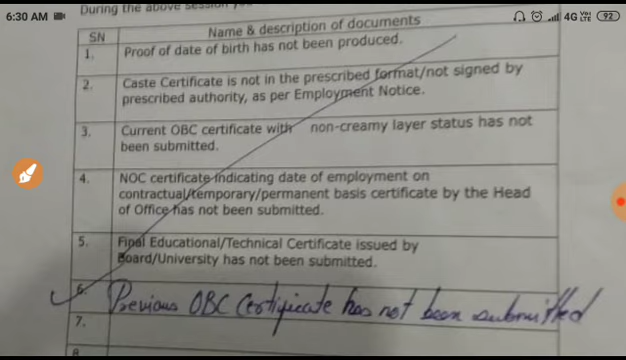 During the above session
6:30 AM 4G VoLTE 92
SN Name & description of documents
1. Proof of date of birth has not been produced.
2. Caste Certificate is not in the prescribed format/not signed by
prescribed authority, as per Employment Notice.
3. Current OBC certificate with non-creamy layer status has not
been submitted.
4. NOC certificate indicating date of employment on
contractual/temporary/permanent basis certificate by the Head
of Office has not been submitted.
5. Final Educational/Technical Certificate issued by
Board/University has not been submitted.
6. Previous OBC Certificate has not been submitted
7.
8